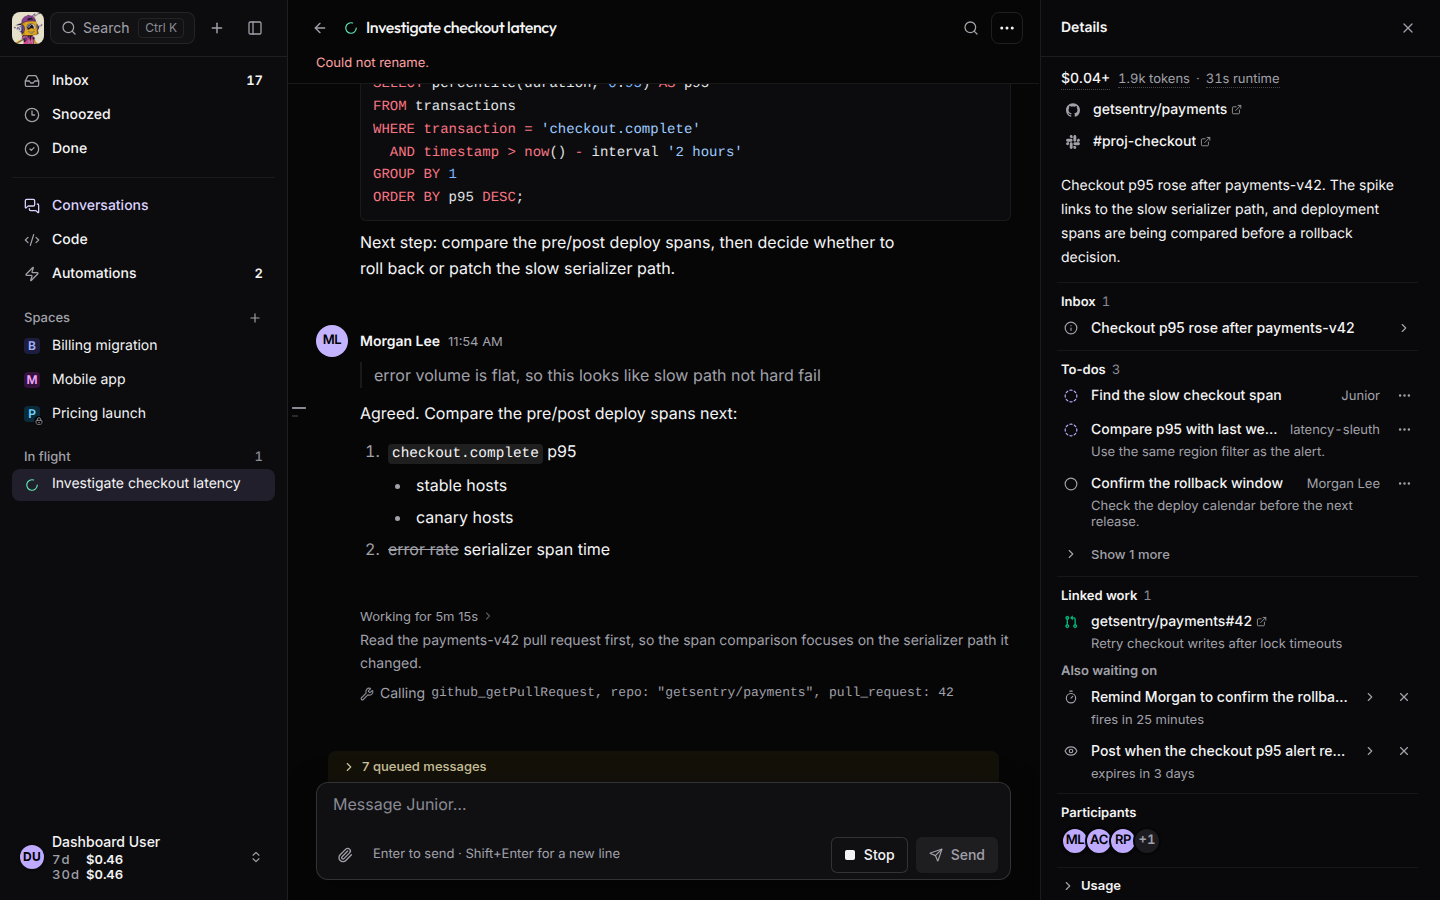 Search
Ctrl K
Inbox
17
Snoozed
Done
Conversations
Code
Automations
2
Spaces
B
Billing migration
M
Mobile app
P
Pricing launch
In flight
1
Investigate checkout latency
DU
Dashboard User
7d $0.46
30d $0.46
Investigate checkout latency
Could not rename.
SELECT percentile(duration, 0.95) AS p95
FROM transactions
WHERE transaction = 'checkout.complete'
AND timestamp > now() - interval '2 hours'
GROUP BY 1
ORDER BY p95 DESC;
Next step: compare the pre/post deploy spans, then decide whether to
roll back or patch the slow serializer path.
ML
Morgan Lee 11:54 AM
error volume is flat, so this looks like slow path not hard fail
Agreed. Compare the pre/post deploy spans next:
1. checkout.complete p95
• stable hosts
• canary hosts
2. error rate serializer span time
Working for 5m 15s
Read the payments-v42 pull request first, so the span comparison focuses on the serializer path it
changed.
Calling github_getPullRequest, repo: "getsentry/payments", pull_request: 42
7 queued messages
Message Junior...
Enter to send · Shift+Enter for a new line
Stop
Send
Details
$0.04+ 1.9k tokens · 31s runtime
getsentry/payments
#proj-checkout
Checkout p95 rose after payments-v42. The spike
links to the slow serializer path, and deployment
spans are being compared before a rollback
decision.
Inbox 1
Checkout p95 rose after payments-v42
To-dos 3
Find the slow checkout span Junior
Compare p95 with last we... latency-sleuth
Use the same region filter as the alert.
Confirm the rollback window Morgan Lee
Check the deploy calendar before the next
release.
Show 1 more
Linked work 1
getsentry/payments#42
Retry checkout writes after lock timeouts
Also waiting on
Remind Morgan to confirm the rollba...
fires in 25 minutes
Post when the checkout p95 alert re...
expires in 3 days
Participants
ML AC RP +1
Usage